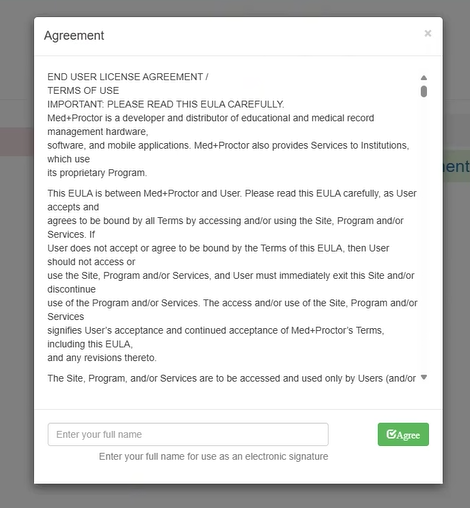 Agreement
×
END USER LICENSE AGREEMENT /
TERMS OF USE
IMPORTANT: PLEASE READ THIS EULA CAREFULLY.
Med+Proctor is a developer and distributor of educational and medical record
management hardware,
software, and mobile applications. Med+Proctor also provides Services to Institutions,
which use
its proprietary Program.
This EULA is between Med+Proctor and User. Please read this EULA carefully, as User
accepts and
agrees to be bound by all Terms by accessing and/or using the Site, Program and/or
Services. If
User does not accept or agree to be bound by the Terms of this EULA, then User
should not access or
use the Site, Program and/or Services, and User must immediately exit this Site and/or
discontinue
use of the Program and/or Services. The access and/or use of the Site, Program and/or
Services
signifies User’s acceptance and continued acceptance of Med+Proctor’s Terms,
including this EULA,
and any revisions thereto.
The Site, Program, and/or Services are to be accessed and used only by Users (and/or
ent
Enter your full name
Agree
Enter your full name for use as an electronic signature